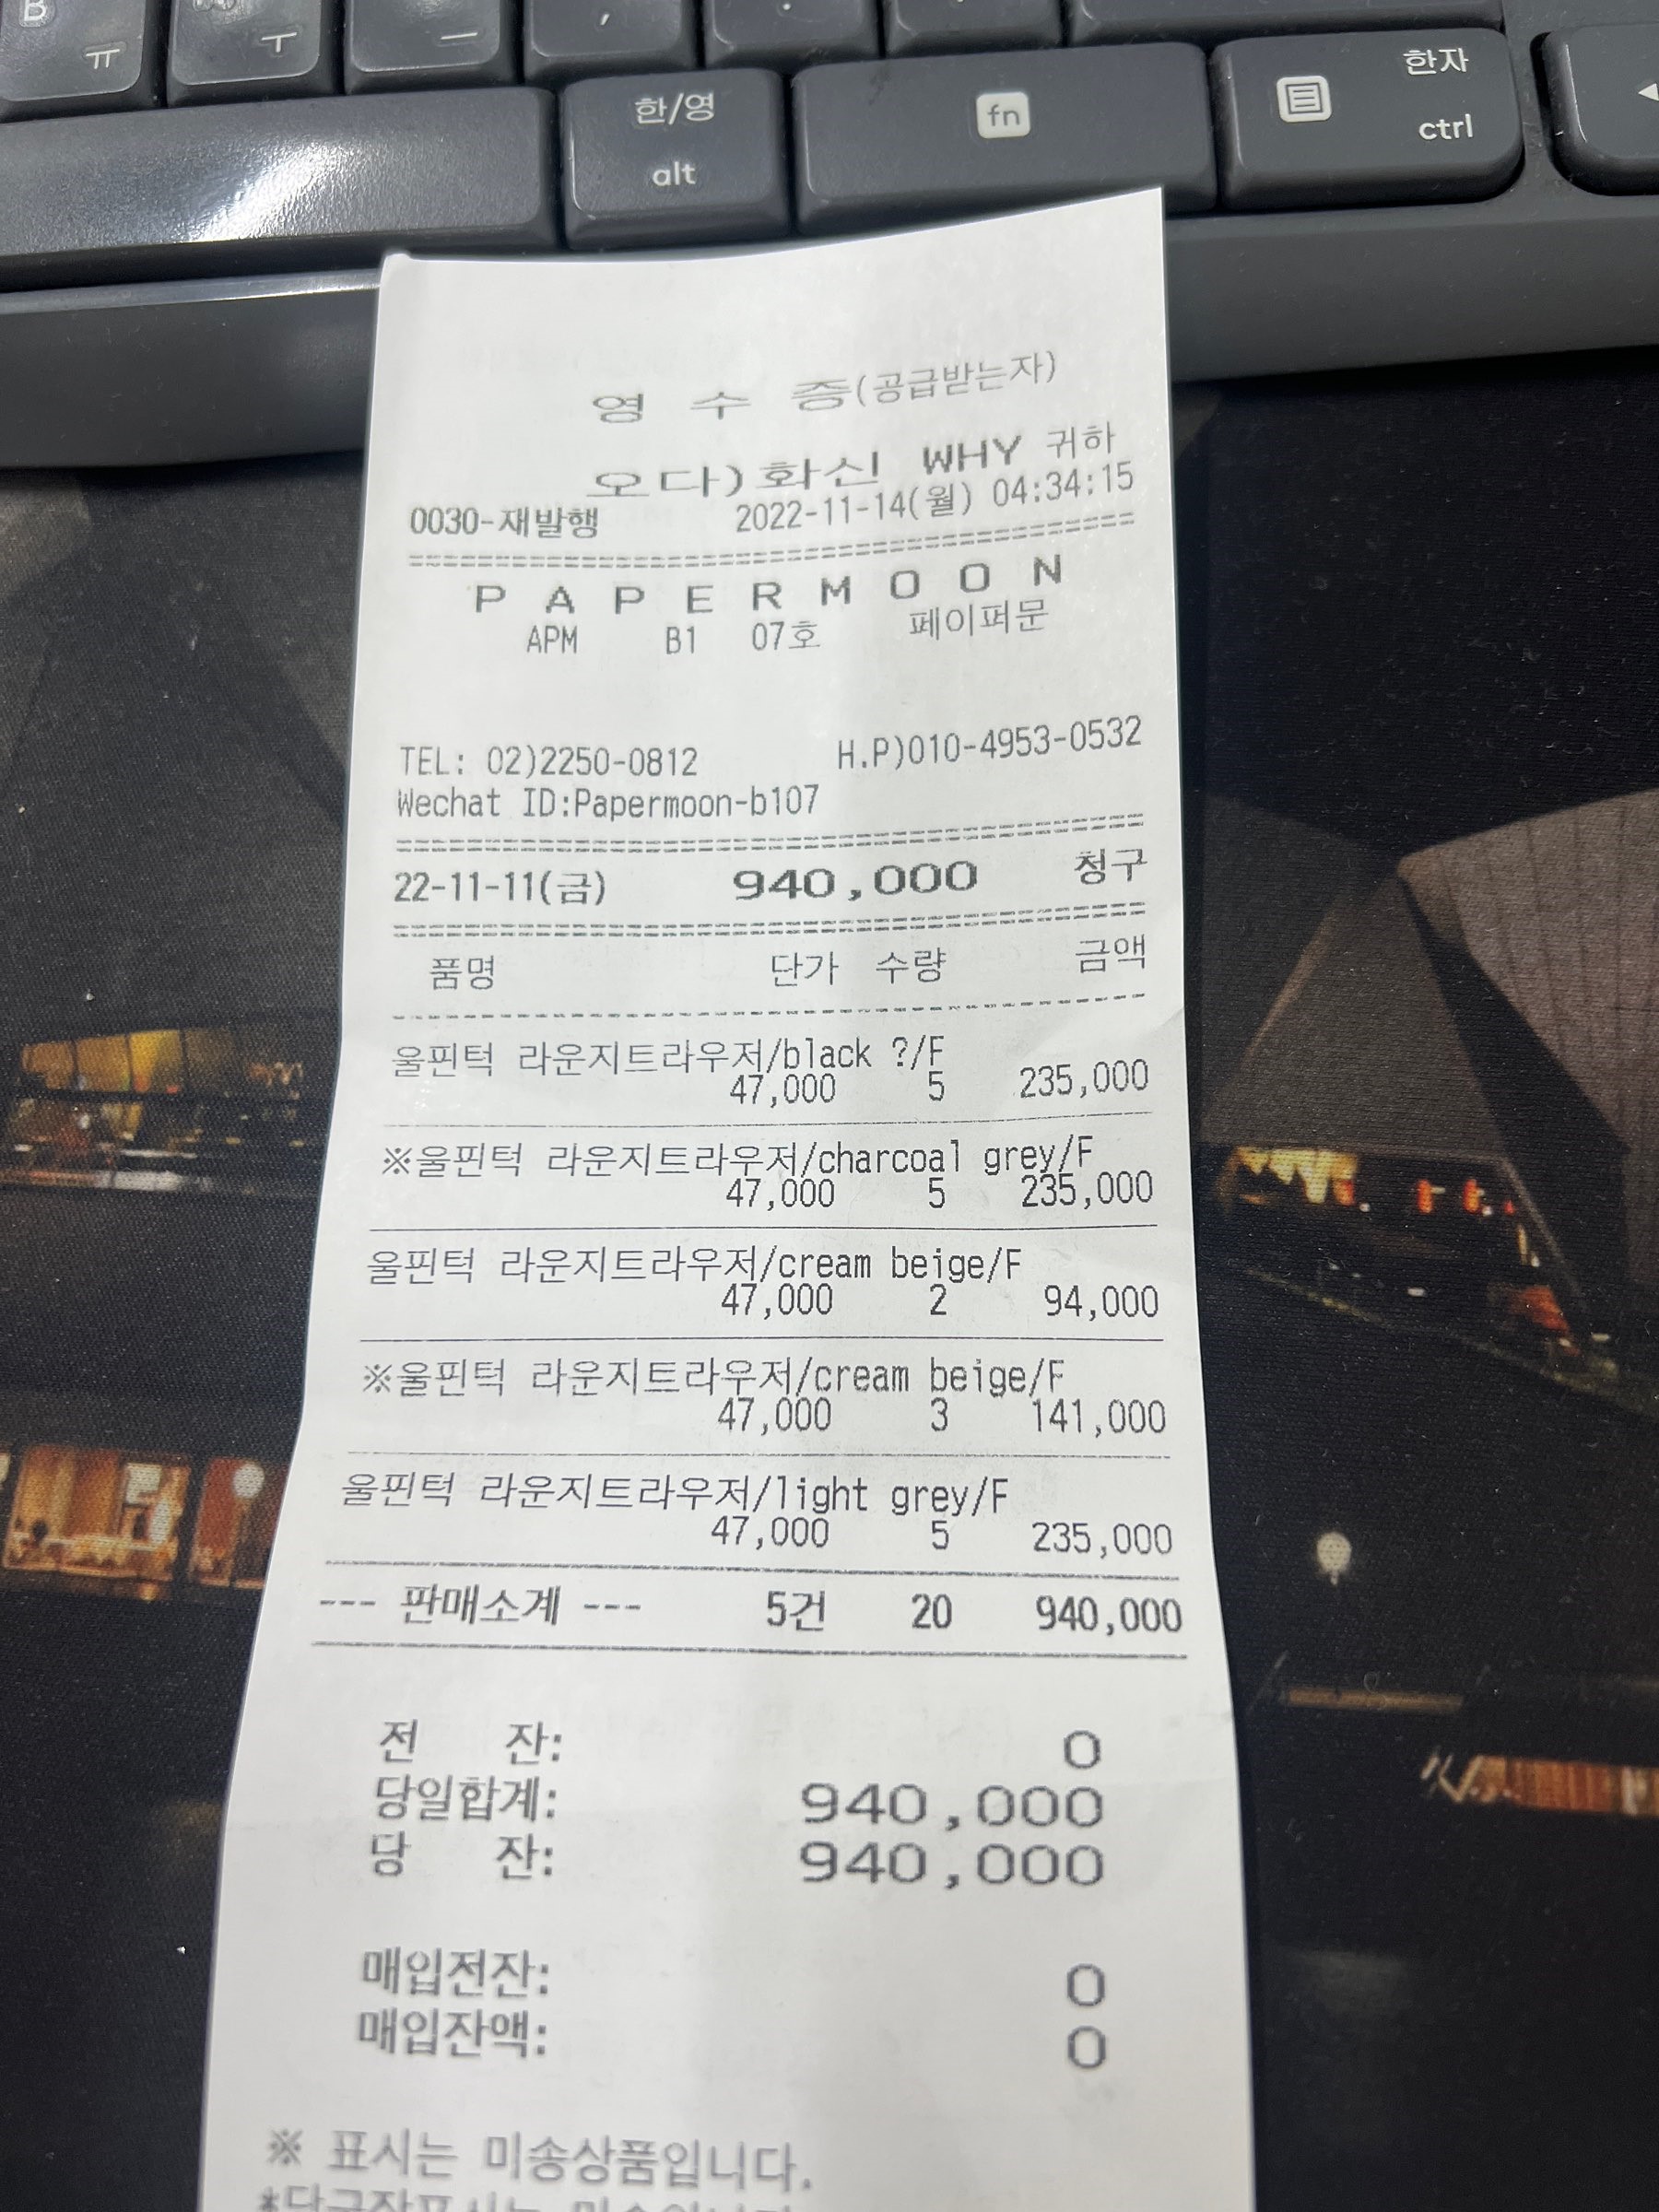 B
ㅠ
ㅜ
ㅡ
한/영
alt
fn
한자
ctrl
영 수 증(공급받는자)
오다)화신 WHY 귀하
0030-재발행 2022-11-14(월) 04:34:15
P A P E R M O O N
APM B1 07호 페이퍼문
TEL: 02)2250-0812 H.P)010-4953-0532
Wechat ID:Papermoon-b107
22-11-11(금) 940,000 청구
품명 단가 수량 금액
울핀턱 라운지트라우저/black ?/F
47,000 5 235,000
※울핀턱 라운지트라우저/charcoal grey/F
47,000 5 235,000
울핀턱 라운지트라우저/cream beige/F
47,000 2 94,000
※울핀턱 라운지트라우저/cream beige/F
47,000 3 141,000
울핀턱 라운지트라우저/light grey/F
47,000 5 235,000
--- 판매소계 --- 5건 20 940,000
전 잔: 0
당일합계: 940,000
당 잔: 940,000
매입전잔: 0
매입잔액: 0
※ 표시는 미송상품입니다.